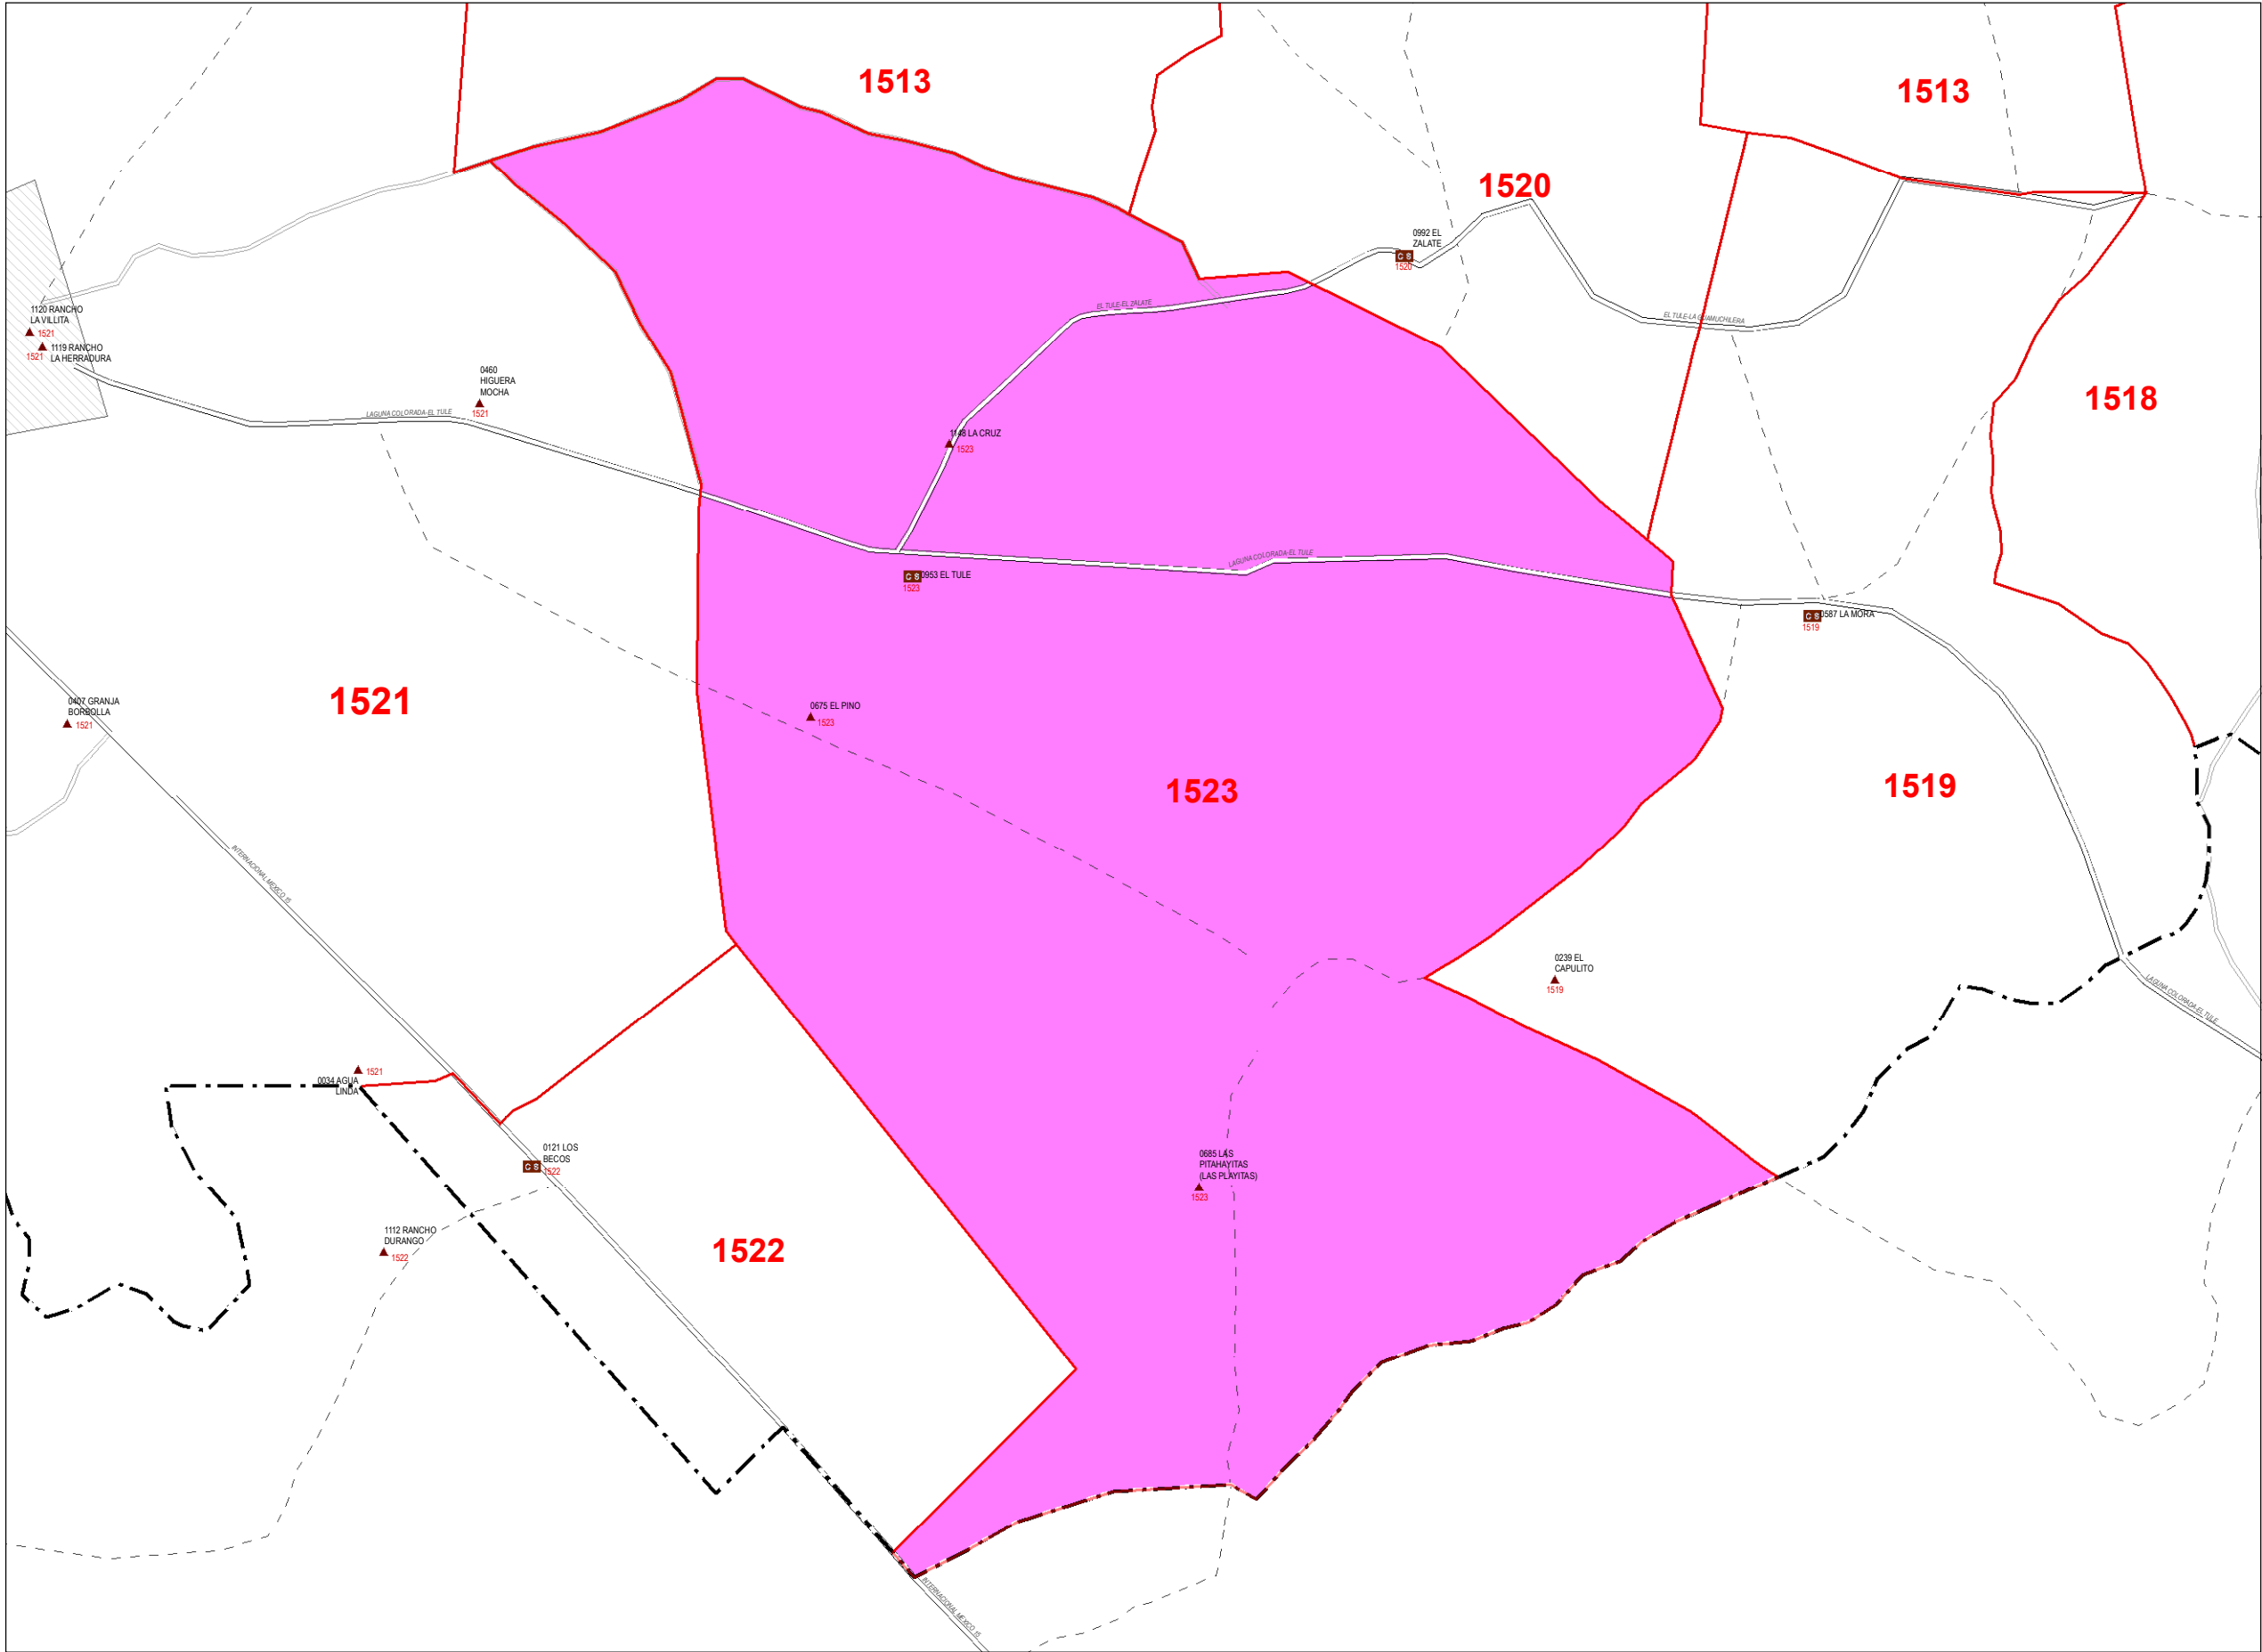 1513
1513
1520
0992 EL
ZALATE
C S
1520
1120 RANCHO
LA VILLITA
1521
1119 RANCHO
LA HERRADURA
1521
EL TULE-EL ZALATE
EL TULE-LA GUAMUCHILERA
0460
HIGUERA
MOCHA
1521
LAGUNA COLORADA-EL TULE
1518
1148 LA CRUZ
1523
LAGUNA COLORADA-EL TULE
C S 0953 EL TULE
1523
C S 0587 LA MORA
1519
1521
0407 GRANJA
BORBOLLA
1521
0675 EL PINO
1523
1523
1519
INTERNACIONAL MEXICO 15
0239 EL
CAPULITO
1519
LAGUNA COLORADA-EL TULE
1521
0034 AGUA
LINDA
0121 LOS
BECOS
C S
1522
0685 LAS
PITAHAYITAS
(LAS PLAYITAS)
1523
1112 RANCHO
DURANGO
1522
1522
INTERNACIONAL MEXICO 15